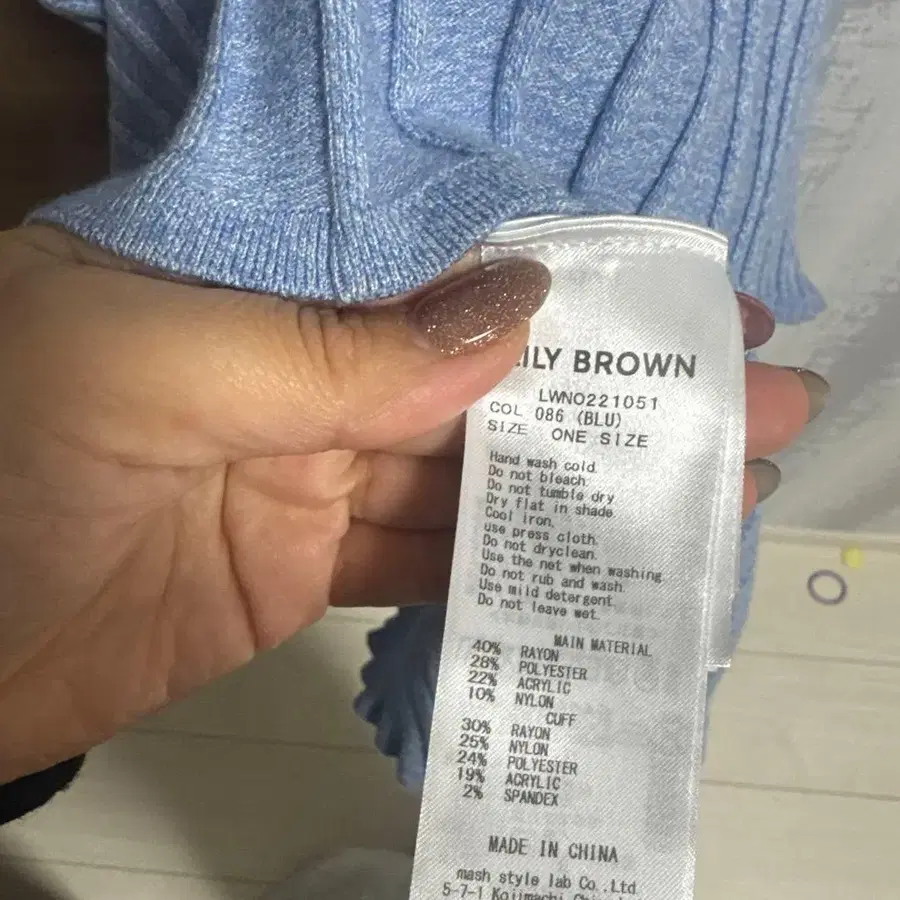 ILY BROWN
LWNO221051
COL 086 (BLU)
SIZE ONE SIZE
Hand wash cold.
Do not bleach.
Do not tumble dry.
Dry flat in shade.
Cool iron,
use press cloth.
Do not dryclean.
Use the net when washing.
Do not rub and wash.
Use mild detergent.
Do not leave wet.
MAIN MATERIAL
40% RAYON
28% POLYESTER
22% ACRYLIC
10% NYLON
CUFF
30% RAYON
25% NYLON
24% POLYESTER
19% ACRYLIC
2% SPANDEX
MADE IN CHINA
mash style lab Co.,Ltd
5-7-1 Kojimachi